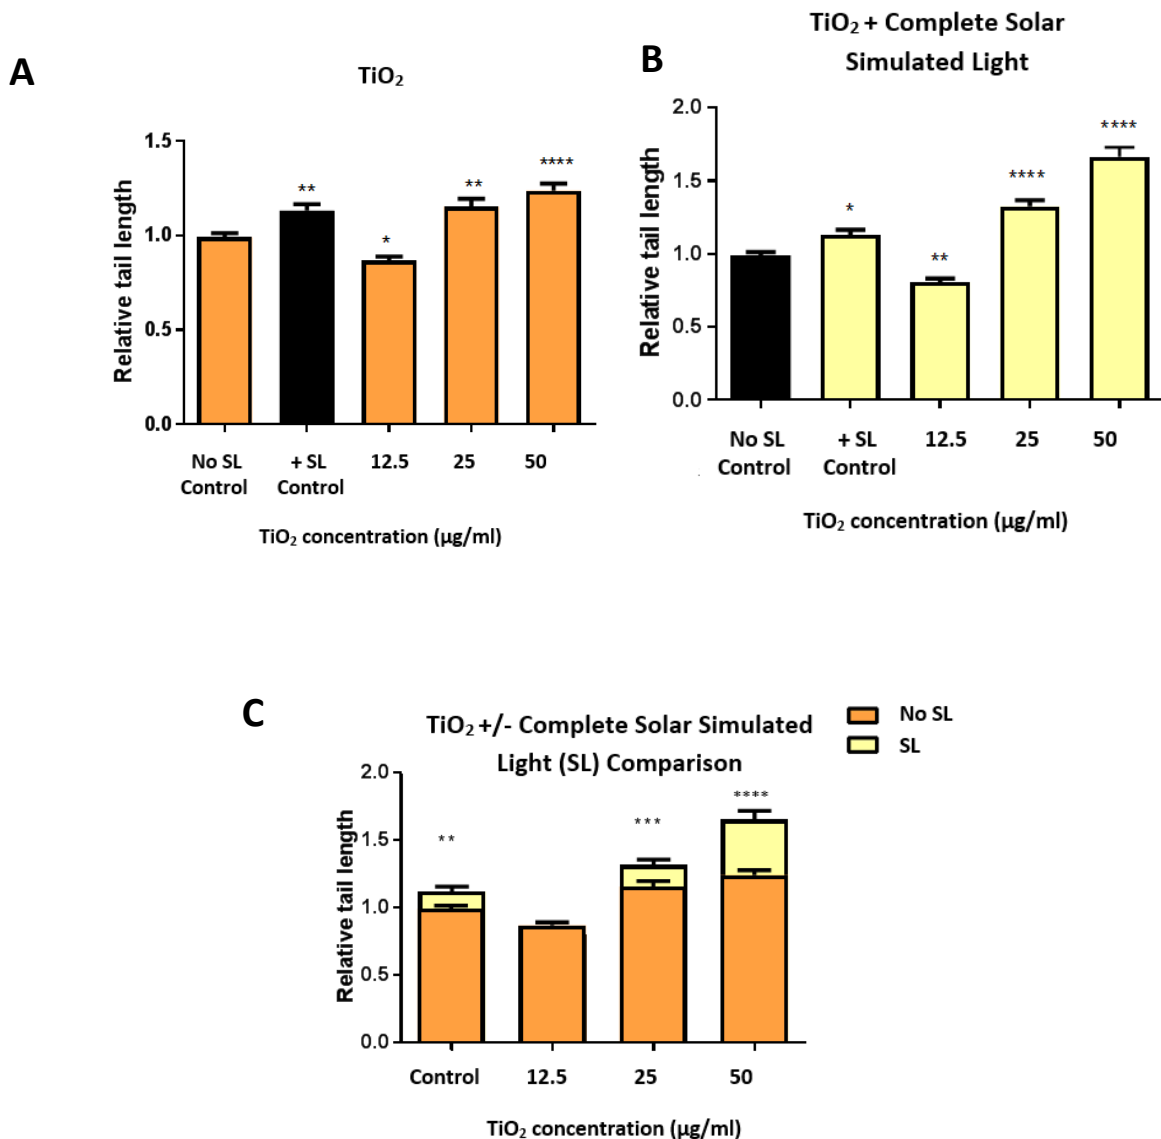 A
TiO₂
Relative tail length
1.5
1.0
0.5
0.0
**
*
**
****
No SL
Control
+ SL
Control
12.5
25
50
TiO₂ concentration (µg/ml)
B
TiO₂ + Complete Solar
Simulated Light
Relative tail length
2.0
1.5
1.0
0.5
0.0
*
**
****
****
No SL
Control
+ SL
Control
12.5
25
50
TiO₂ concentration (µg/ml)
C
TiO₂ +/- Complete Solar Simulated
Light (SL) Comparison
No SL
SL
Relative tail length
2.0
1.5
1.0
0.5
0.0
**
***
****
Control
12.5
25
50
TiO₂ concentration (µg/ml)